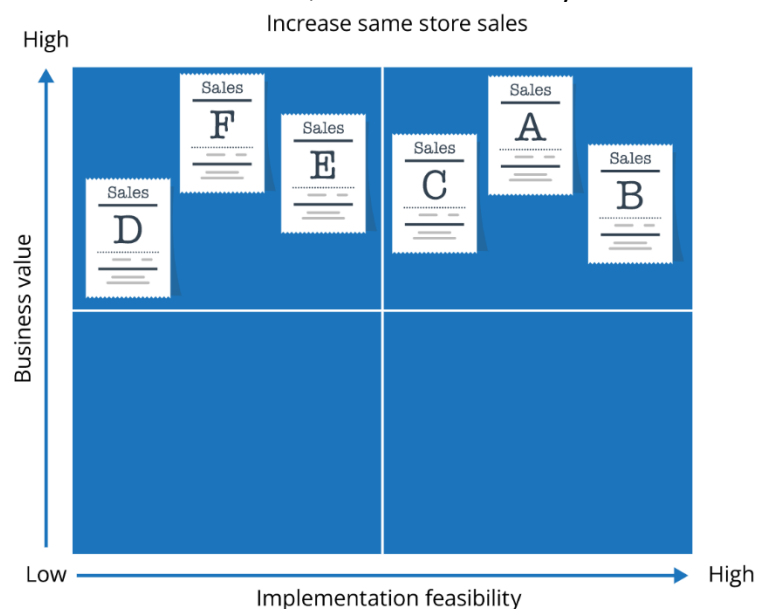 Increase same store sales
High
Sales
F
Sales
E
Sales
D
Sales
A
Sales
C
Sales
B
Business value
Low
High
Implementation feasibility